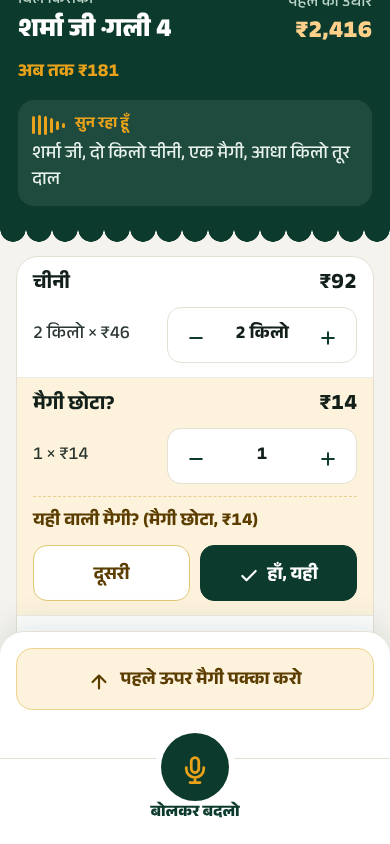 शर्मा जी ·गली 4
₹2,416
अब तक ₹181
सुन रहा हूँ
शर्मा जी, दो किलो चीनी, एक मैगी, आधा किलो तूर
दाल
चीनी
₹92
2 किलो × ₹46
− 2 किलो +
मैगी छोटा?
₹14
1 × ₹14
− 1 +
यही वाली मैगी? (मैगी छोटा, ₹14)
दूसरी
✓ हाँ, यही
↑ पहले ऊपर मैगी पक्का करो
बोलकर बदलो